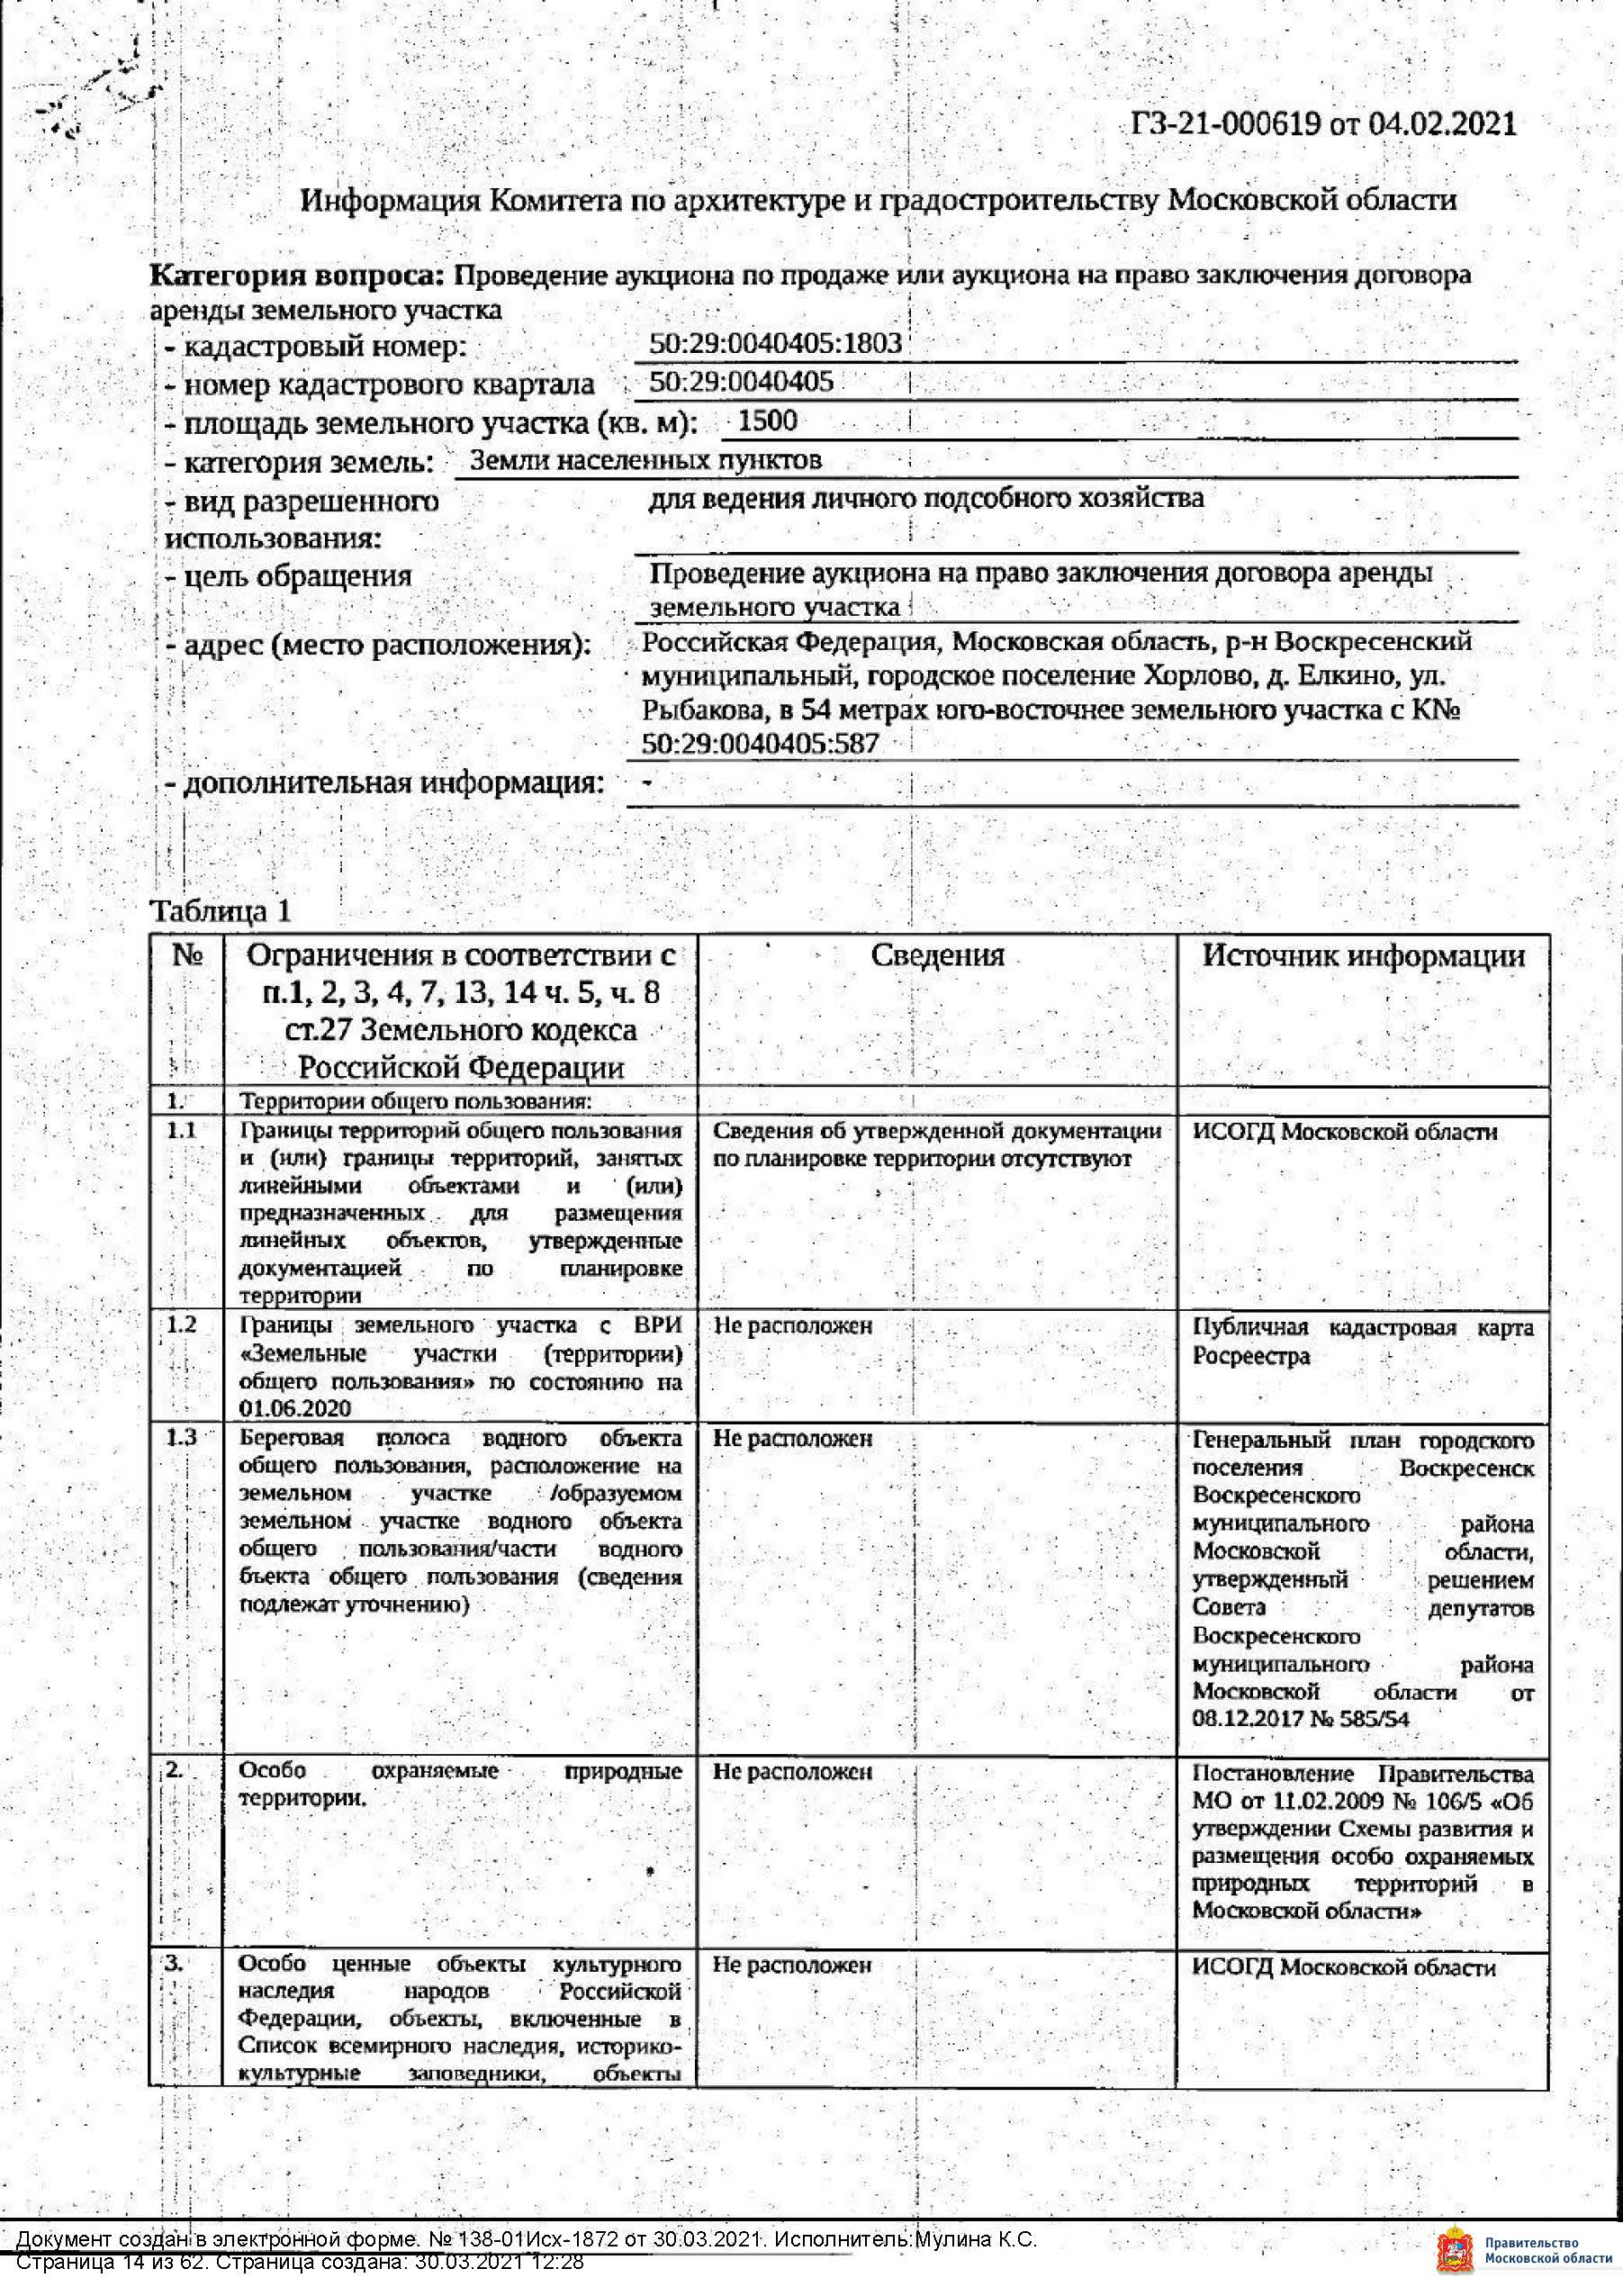 ГЗ-21-000619 от 04.02.2021
Информация Комитета по архитектуре и градостроительству Московской области
Категория вопроса: Проведение аукциона по продаже или аукциона на право заключения договора
аренды земельного участка
- кадастровый номер: 50:29:0040405:1803
- номер кадастрового квартала 50:29:0040405
- площадь земельного участка (кв. м): 1500
- категория земель: Земли населенных пунктов
- вид разрешенного для ведения личного подсобного хозяйства
использования:
- цель обращения Проведение аукциона на право заключения договора аренды
земельного участка
- адрес (место расположения): Российская Федерация, Московская область, р-н Воскресенский
муниципальный, городское поселение Хорлово, д. Елкино, ул.
Рыбакова, в 54 метрах юго-восточнее земельного участка с К№
50:29:0040405:587
- дополнительная информация: -
Таблица 1
№
Ограничения в соответствии с
п.1, 2, 3, 4, 7, 13, 14 ч. 5, ч. 8
ст.27 Земельного кодекса
Российской Федерации
Сведения
Источник информации
1.
Территории общего пользования:
1.1
Границы территорий общего пользования
и (или) границы территорий, занятых
линейными объектами и (или)
предназначенных для размещения
линейных объектов, утвержденные
документацией по планировке
территории
Сведения об утвержденной документации
по планировке территории отсутствуют
ИСОГД Московской области
1.2
Границы земельного участка с ВРИ
«Земельные участки (территории)
общего пользования» по состоянию на
01.06.2020
Не расположен
Публичная кадастровая карта
Росреестра
1.3
Береговая полоса водного объекта
общего пользования, расположение на
земельном участке /образуемом
земельном участке водного объекта
общего пользования/части водного
бъекта общего пользования (сведения
подлежат уточнению)
Не расположен
Генеральный план городского
поселения Воскресенск
Воскресенского
муниципального района
Московской области,
утвержденный решением
Совета депутатов
Воскресенского
муниципального района
Московской области от
08.12.2017 № 585/54
2.
Особо охраняемые природные
территории.
Не расположен
Постановление Правительства
МО от 11.02.2009 № 106/5 «Об
утверждении Схемы развития и
размещения особо охраняемых
природных территорий в
Московской области»
3.
Особо ценные объекты культурного
наследия народов Российской
Федерации, объекты, включенные в
Список всемирного наследия, историко-
культурные заповедники, объекты
Не расположен
ИСОГД Московской области
Документ создан в электронной форме. № 138-01Исх-1872 от 30.03.2021. Исполнитель:Мулина К.С.
Страница 14 из 62. Страница создана: 30.03.2021 12:28
Правительство
Московской области